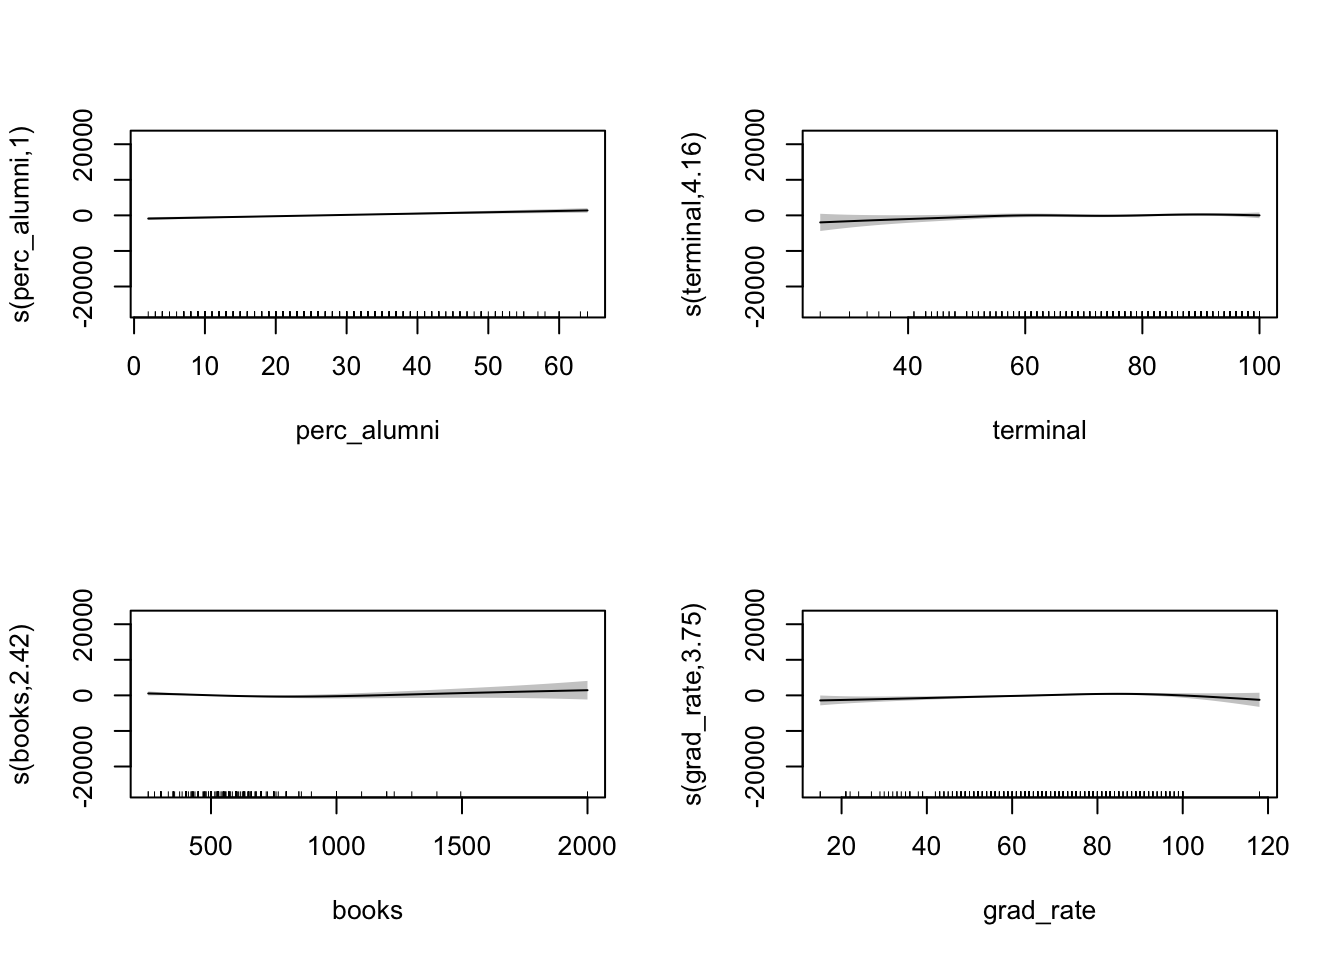 s(perc_alumni,1)
20000
0
-20000
0 10 20 30 40 50 60
perc_alumni
s(terminal,4.16)
20000
0
-20000
40 60 80 100
terminal
s(books,2.42)
20000
0
-20000
500 1000 1500 2000
books
s(grad_rate,3.75)
20000
0
-20000
20 40 60 80 100 120
grad_rate